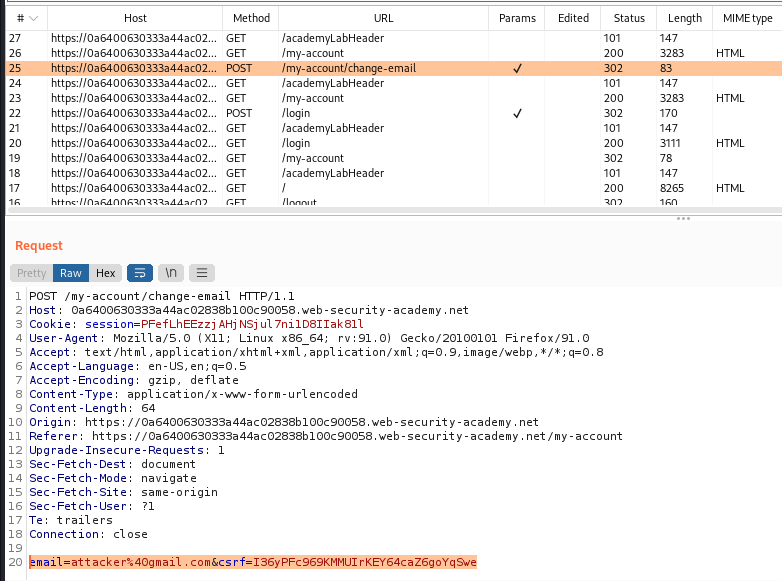 # Host Method URL Params Edited Status Length MIME type
27 https://0a6400630333a44ac02... GET /academyLabHeader 101 147
26 https://0a6400630333a44ac02... GET /my-account 200 3283 HTML
25 https://0a6400630333a44ac02... POST /my-account/change-email ✓ 302 83
24 https://0a6400630333a44ac02... GET /academyLabHeader 101 147
23 https://0a6400630333a44ac02... GET /my-account 200 3283 HTML
22 https://0a6400630333a44ac02... POST /login ✓ 302 170
21 https://0a6400630333a44ac02... GET /academyLabHeader 101 147
20 https://0a6400630333a44ac02... GET /login 200 3111 HTML
19 https://0a6400630333a44ac02... GET /my-account 302 78
18 https://0a6400630333a44ac02... GET /academyLabHeader 101 147
17 https://0a6400630333a44ac02... GET / 200 8265 HTML
16 https://0a6400630333a44ac02... GET /logout 302 160
Request
Pretty Raw Hex \n
1 POST /my-account/change-email HTTP/1.1
2 Host: 0a6400630333a44ac02838b100c90058.web-security-academy.net
3 Cookie: session=PFefLhEEzzjAHjNSjul7ni1D8IIak81l
4 User-Agent: Mozilla/5.0 (X11; Linux x86_64; rv:91.0) Gecko/20100101 Firefox/91.0
5 Accept: text/html,application/xhtml+xml,application/xml;q=0.9,image/webp,*/*;q=0.8
6 Accept-Language: en-US,en;q=0.5
7 Accept-Encoding: gzip, deflate
8 Content-Type: application/x-www-form-urlencoded
9 Content-Length: 64
10 Origin: https://0a6400630333a44ac02838b100c90058.web-security-academy.net
11 Referer: https://0a6400630333a44ac02838b100c90058.web-security-academy.net/my-account
12 Upgrade-Insecure-Requests: 1
13 Sec-Fetch-Dest: document
14 Sec-Fetch-Mode: navigate
15 Sec-Fetch-Site: same-origin
16 Sec-Fetch-User: ?1
17 Te: trailers
18 Connection: close
19
20 email=attacker%40gmail.com&csrf=I36yPFc969KMMUIrKEY64caZ6goYqSwe